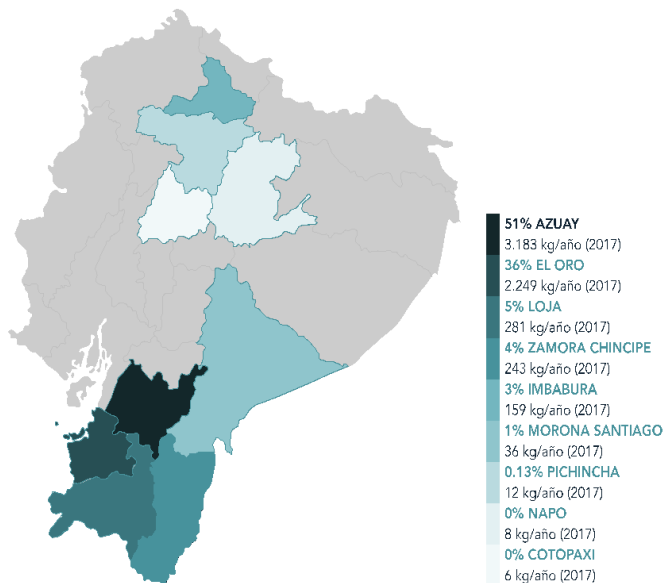 51% AZUAY
3.183 kg/año (2017)
36% EL ORO
2.249 kg/año (2017)
5% LOJA
281 kg/año (2017)
4% ZAMORA CHINCIPE
243 kg/año (2017)
3% IMBABURA
159 kg/año (2017)
1% MORONA SANTIAGO
36 kg/año (2017)
0.13% PICHINCHA
12 kg/año (2017)
0% NAPO
8 kg/año (2017)
0% COTOPAXI
6 kg/año (2017)